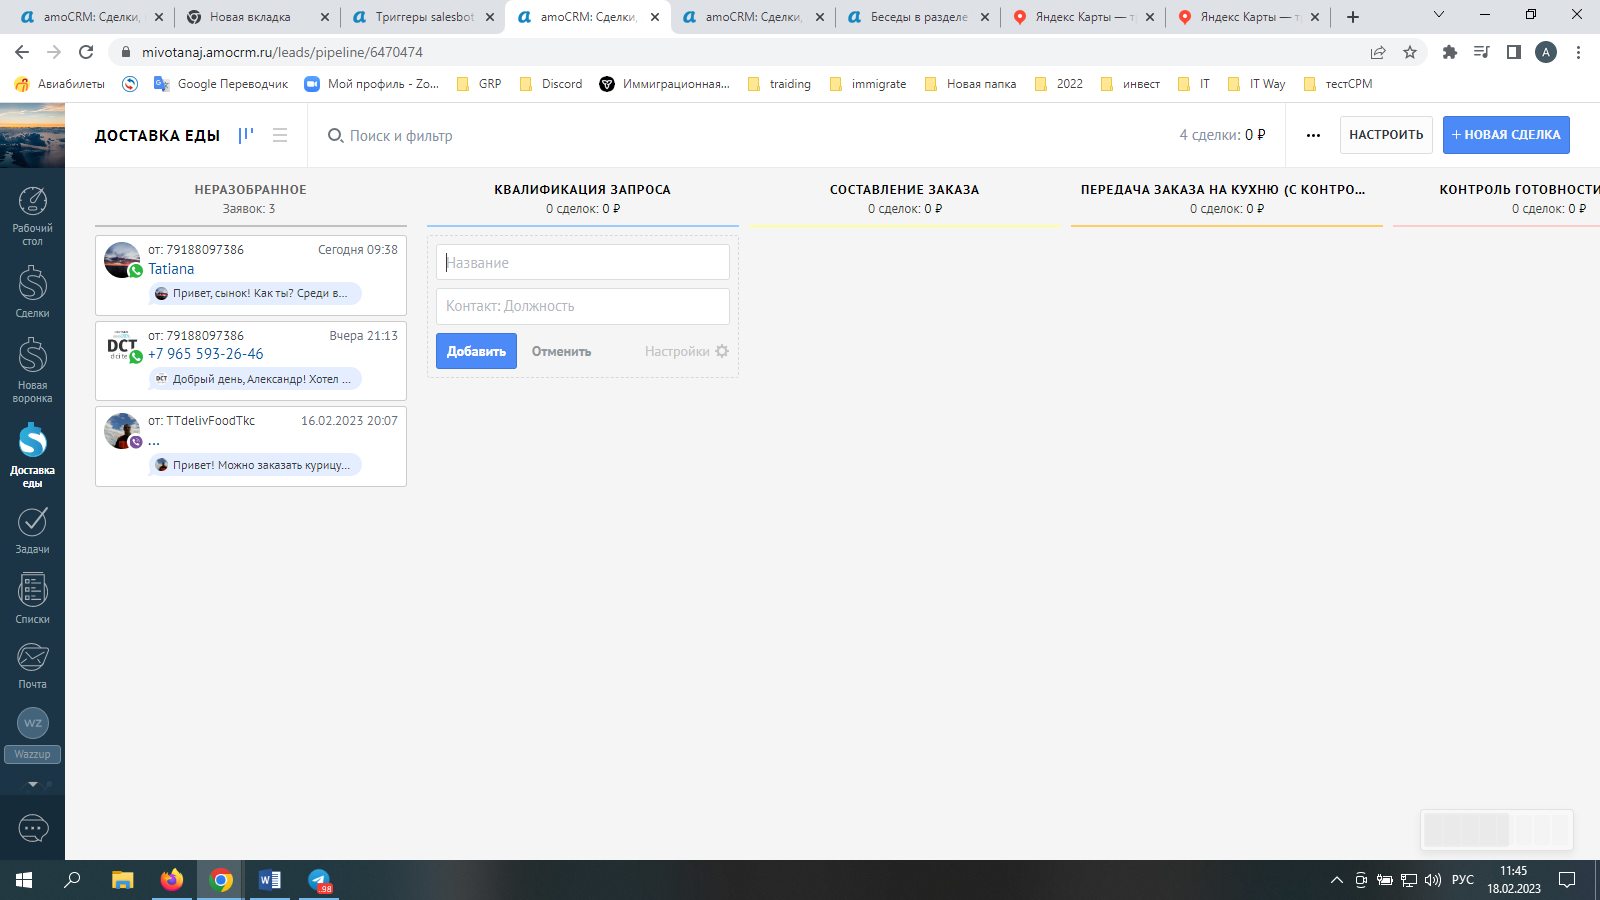 amoCRM: Сделки,
Новая вкладка
Триггеры salesbot
amoCRM: Сделки,
amoCRM: Сделки,
Беседы в разделе
Яндекс Карты — т
Яндекс Карты — т
mivotanaj.amocrm.ru/leads/pipeline/6470474
A
Авиабилеты
Google Переводчик
Мой профиль - Zo...
GRP
Discord
Иммиграционная...
traiding
immigrate
Новая папка
2022
инвест
IT
IT Way
тестCPM
ДОСТАВКА ЕДЫ
Поиск и фильтр
4 сделки: 0 ₽
НАСТРОИТЬ
+ НОВАЯ СДЕЛКА
Рабочий
стол
Сделки
Новая
воронка
Доставка
еды
Задачи
Списки
Почта
WZ
Wazzup
НЕРАЗОБРАННОЕ
Заявок: 3
от: 79188097386
Сегодня 09:38
Tatiana
Привет, сынок! Как ты? Среди в...
от: 79188097386
Вчера 21:13
DCT
+7 965 593-26-46
DCT
Добрый день, Александр! Хотел ...
от: TTdelivFoodTkc
16.02.2023 20:07
...
Привет! Можно заказать курицу...
КВАЛИФИКАЦИЯ ЗАПРОСА
0 сделок: 0 ₽
Название
Контакт: Должность
Добавить
Отменить
Настройки
СОСТАВЛЕНИЕ ЗАКАЗА
0 сделок: 0 ₽
ПЕРЕДАЧА ЗАКАЗА НА КУХНЮ (С КОНТРО...
0 сделок: 0 ₽
КОНТРОЛЬ ГОТОВНОСТИ
0 сделок: 0 ₽
98
РУС
11:45
18.02.2023